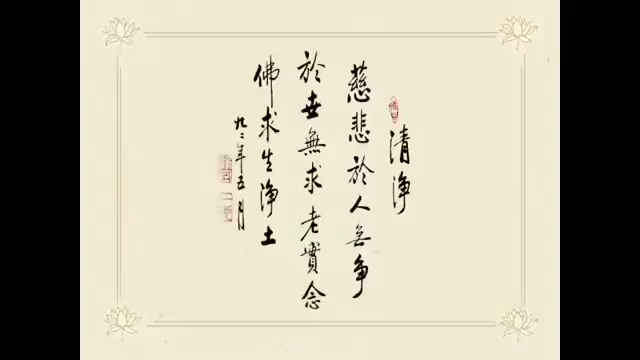 清淨
慈悲於人無爭
於世無求老實念
佛求生淨土
九二年五月